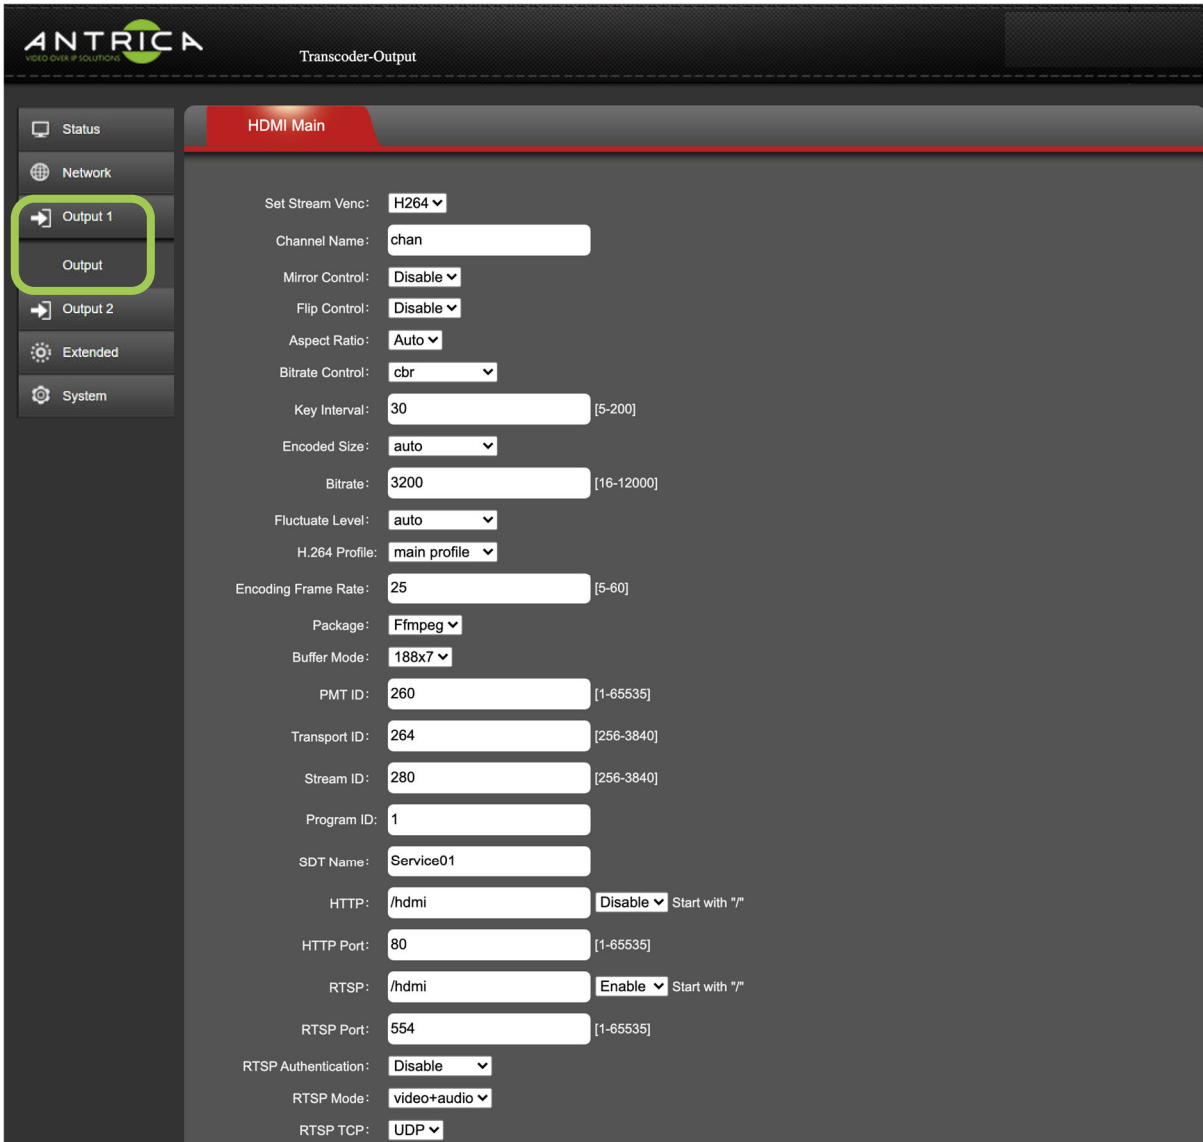 ANTRICA
VIDEO OVER IP SOLUTIONS
Transcoder-Output
Status
Network
Output 1
Output
Output 2
Extended
System
HDMI Main
Set Stream Venc: H264
Channel Name: chan
Mirror Control: Disable
Flip Control: Disable
Aspect Ratio: Auto
Bitrate Control: cbr
Key Interval: 30 [5-200]
Encoded Size: auto
Bitrate: 3200 [16-12000]
Fluctuate Level: auto
H.264 Profile: main profile
Encoding Frame Rate: 25 [5-60]
Package: Ffmpeg
Buffer Mode: 188x7
PMT ID: 260 [1-65535]
Transport ID: 264 [256-3840]
Stream ID: 280 [256-3840]
Program ID: 1
SDT Name: Service01
HTTP: /hdmi Disable Start with "/"
HTTP Port: 80 [1-65535]
RTSP: /hdmi Enable Start with "/"
RTSP Port: 554 [1-65535]
RTSP Authentication: Disable
RTSP Mode: video+audio
RTSP TCP: UDP